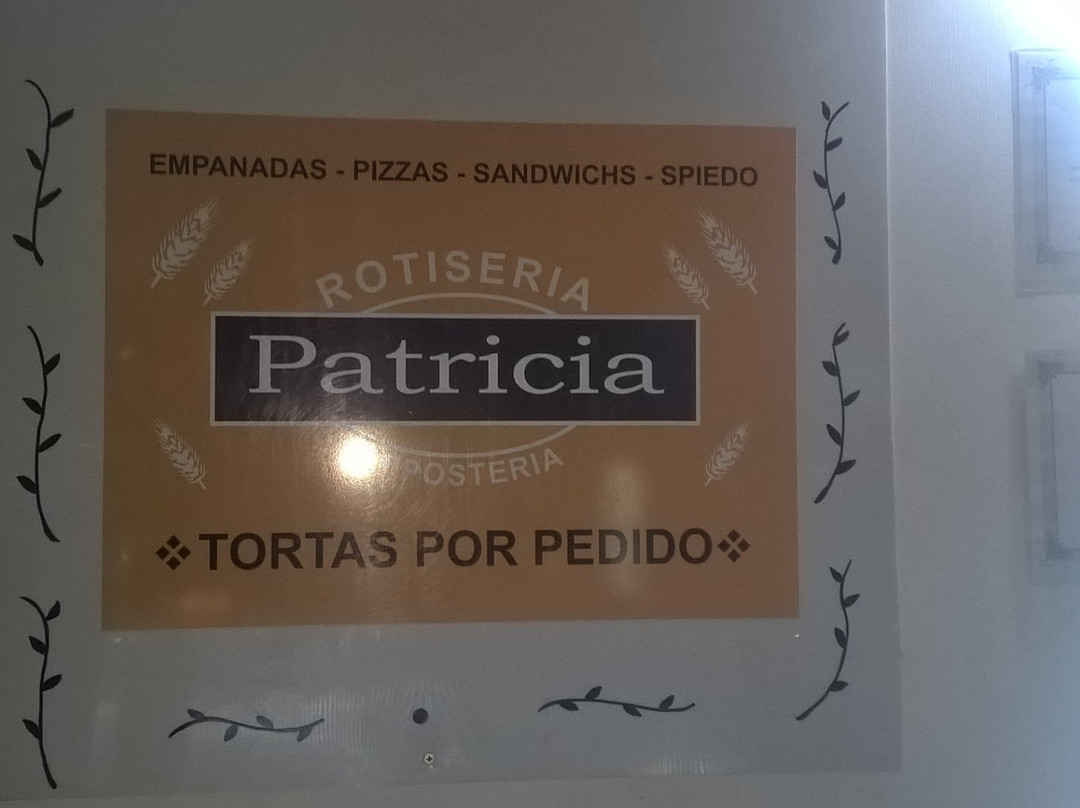 EMPANADAS - PIZZAS - SANDWICHS - SPIEDO
ROTISERIA
Patricia
POSTERIA
❖TORTAS POR PEDIDO❖